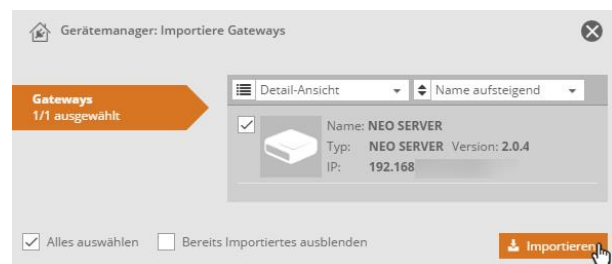 Gerätemanager: Importiere Gateways
Gateways
1/1 ausgewählt
Detail-Ansicht
Name aufsteigend
Name: NEO SERVER
Typ: NEO SERVER Version: 2.0.4
IP: 192.168
Alles auswählen
Bereits Importiertes ausblenden
Importieren